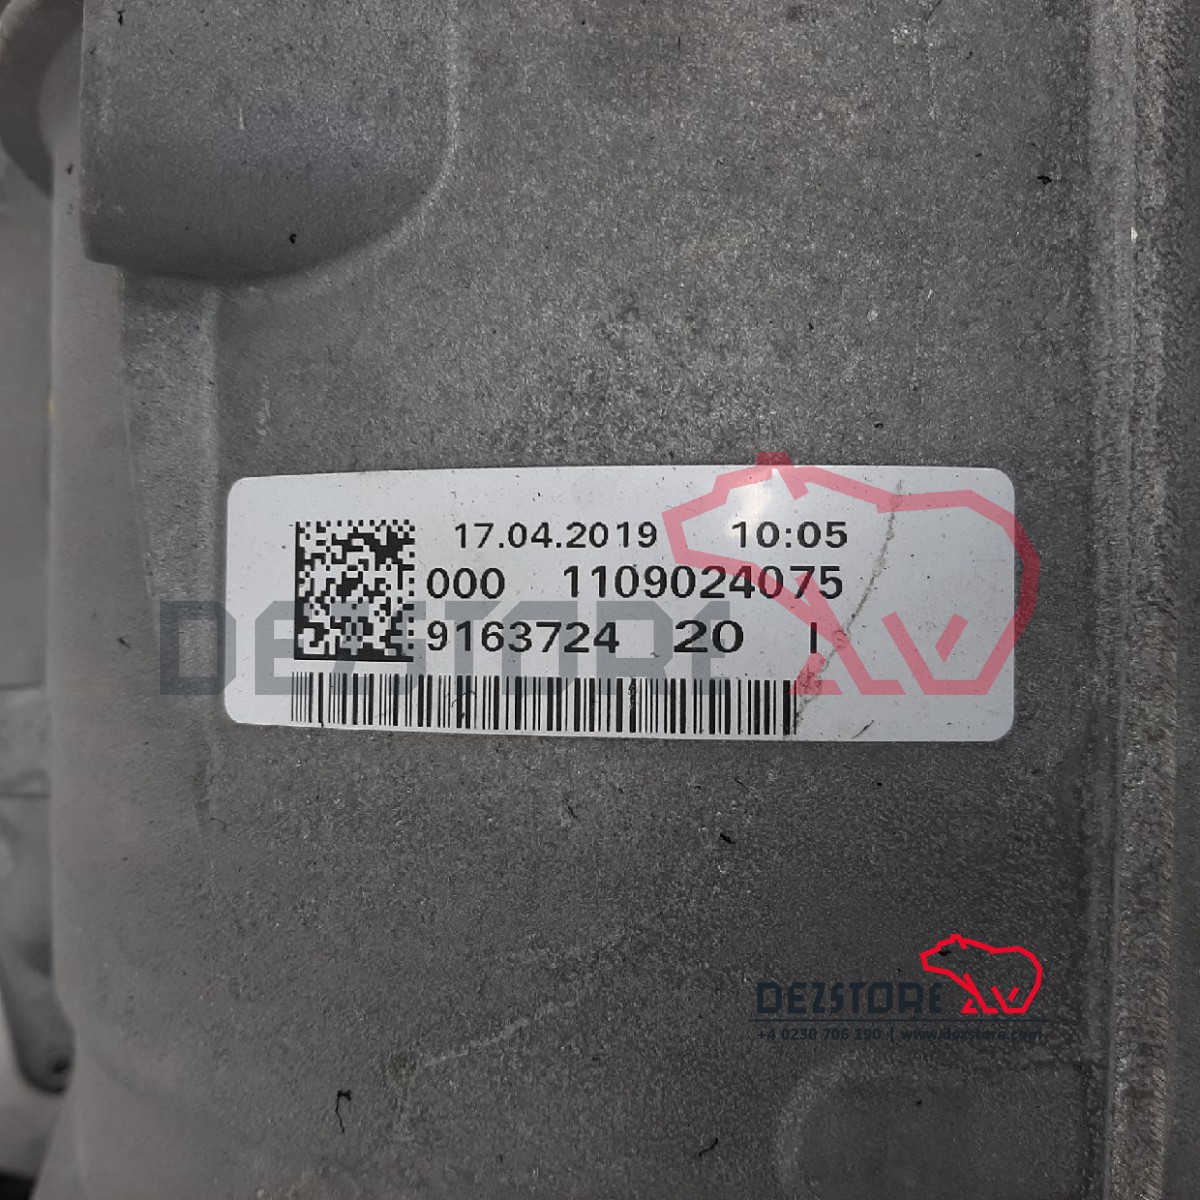 17.04.2019 10:05
000 1109024075
9163724 20 I
DEZSTORE
DEZSTORE
+4 0230 706 190 | www.dezstore.com